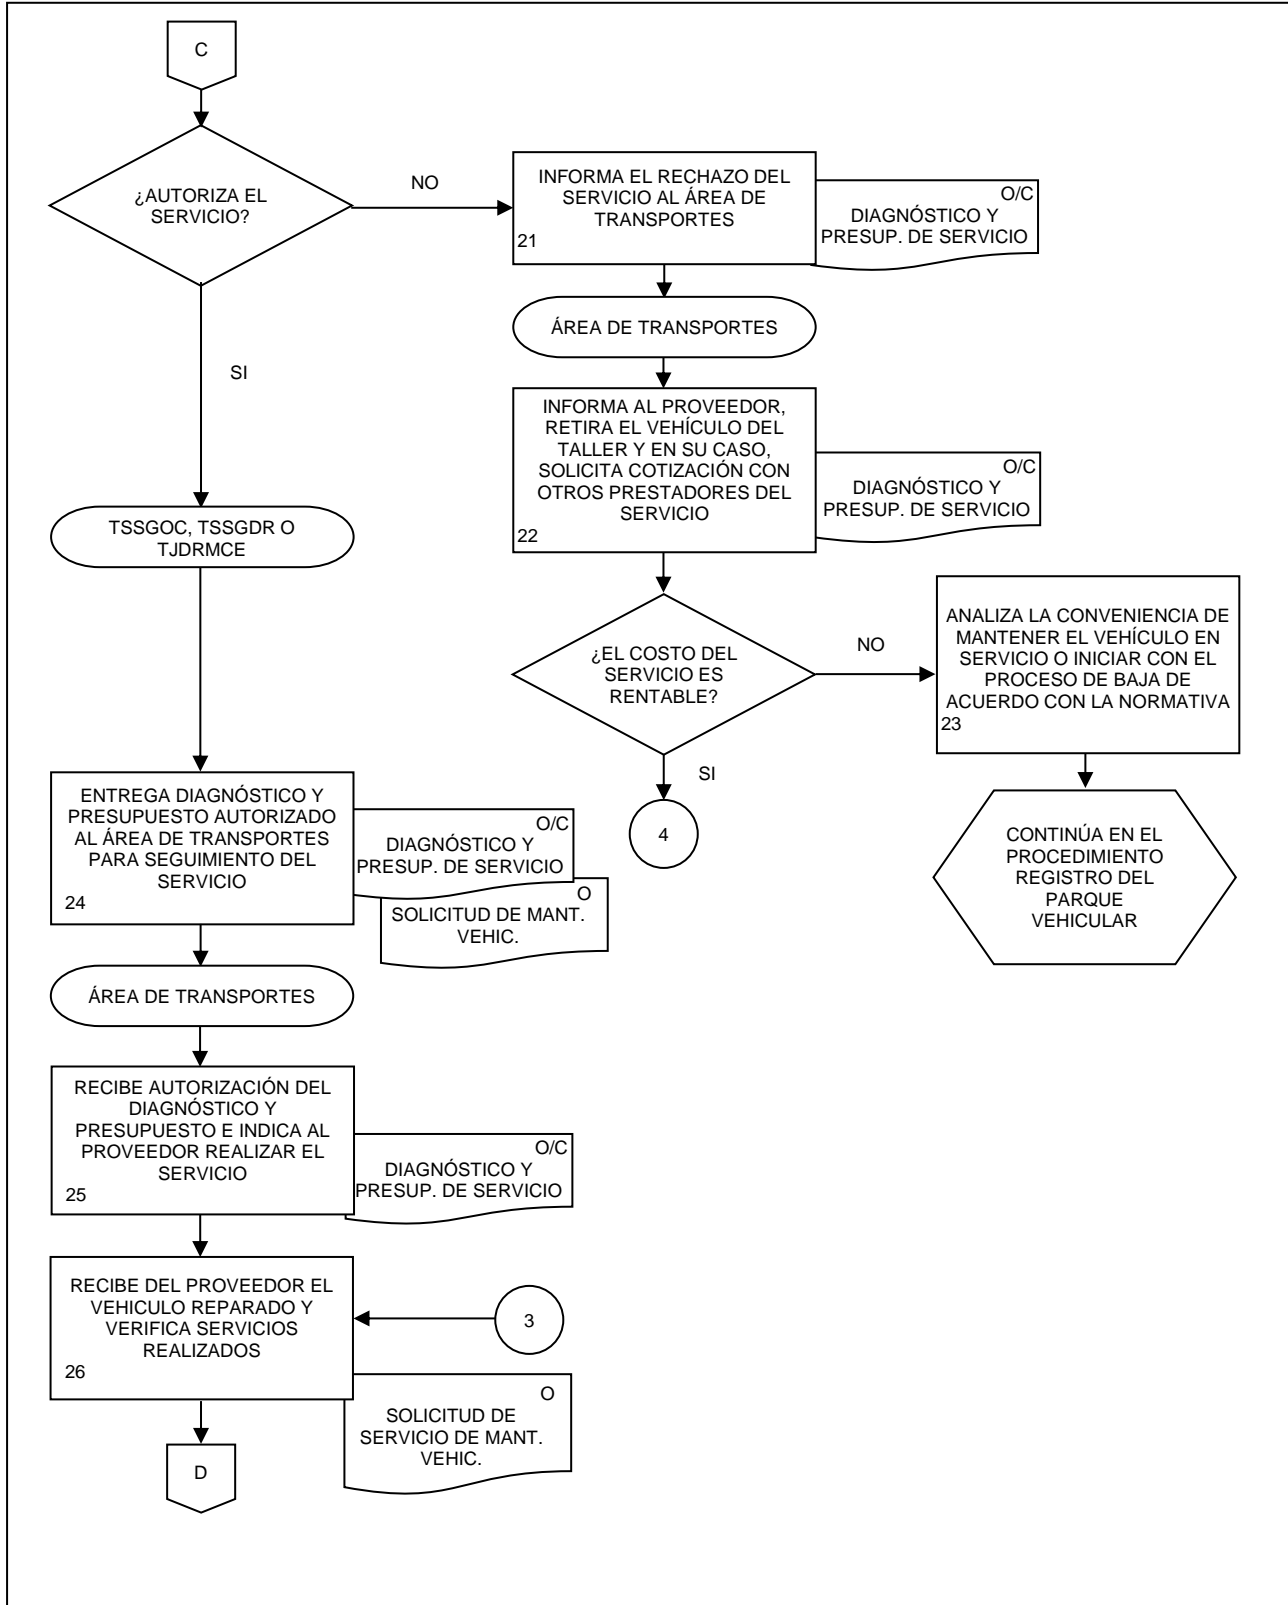 C
¿AUTORIZA EL
SERVICIO?
NO
INFORMA EL RECHAZO DEL
SERVICIO AL ÁREA DE
TRANSPORTES
21
O/C
DIAGNÓSTICO Y
PRESUP. DE SERVICIO
ÁREA DE TRANSPORTES
INFORMA AL PROVEEDOR,
RETIRA EL VEHÍCULO DEL
TALLER Y EN SU CASO,
SOLICITA COTIZACIÓN CON
OTROS PRESTADORES DEL
SERVICIO
22
O/C
DIAGNÓSTICO Y
PRESUP. DE SERVICIO
¿EL COSTO DEL
SERVICIO ES
RENTABLE?
NO
ANALIZA LA CONVENIENCIA DE
MANTENER EL VEHÍCULO EN
SERVICIO O INICIAR CON EL
PROCESO DE BAJA DE
ACUERDO CON LA NORMATIVA
23
CONTINÚA EN EL
PROCEDIMIENTO
REGISTRO DEL
PARQUE
VEHICULAR
SI
4
SI
TSSGOC, TSSGDR O
TJDRMCE
ENTREGA DIAGNÓSTICO Y
PRESUPUESTO AUTORIZADO
AL ÁREA DE TRANSPORTES
PARA SEGUIMIENTO DEL
SERVICIO
24
O/C
DIAGNÓSTICO Y
PRESUP. DE SERVICIO
O
SOLICITUD DE MANT.
VEHIC.
ÁREA DE TRANSPORTES
RECIBE AUTORIZACIÓN DEL
DIAGNÓSTICO Y
PRESUPUESTO E INDICA AL
PROVEEDOR REALIZAR EL
SERVICIO
25
O/C
DIAGNÓSTICO Y
PRESUP. DE SERVICIO
RECIBE DEL PROVEEDOR EL
VEHICULO REPARADO Y
VERIFICA SERVICIOS
REALIZADOS
26
3
O
SOLICITUD DE
SERVICIO DE MANT.
VEHIC.
D